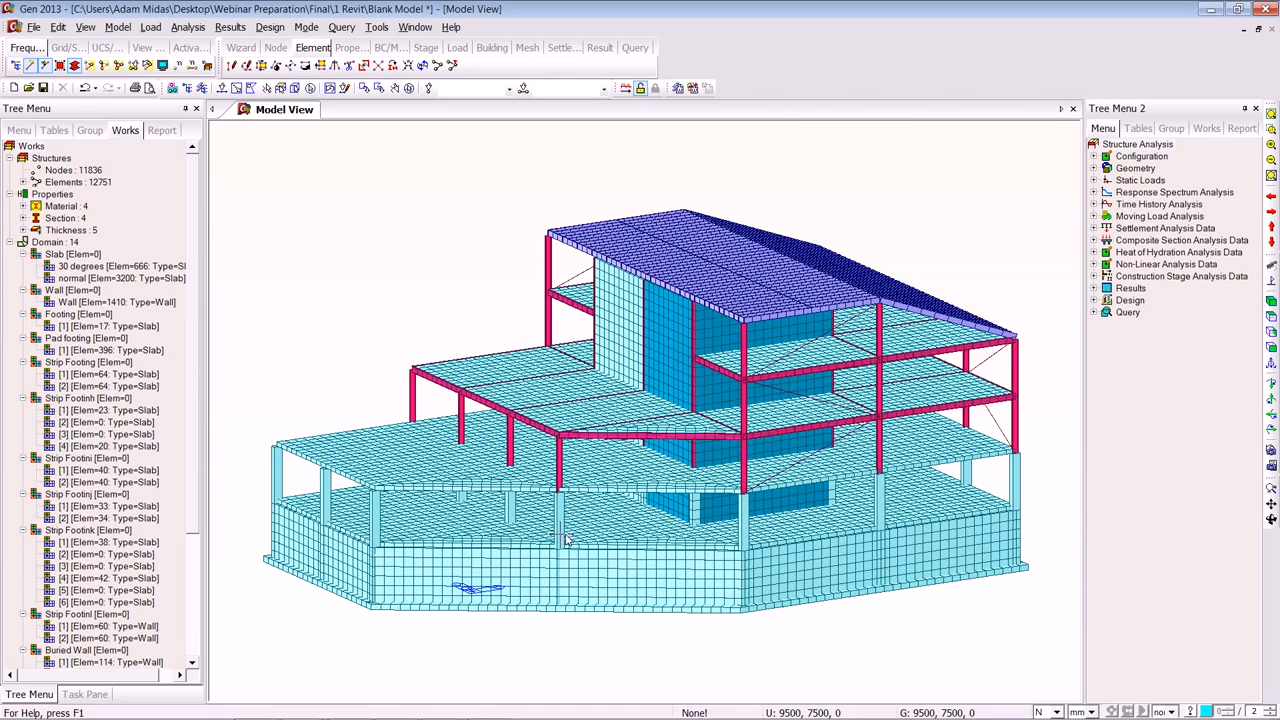 Gen 2013 - [C:\Users\Adam Midas\Desktop\Webinar Preparation\Final\1 Revit\Blank Model *] - [Model View]
File Edit View Model Load Analysis Results Design Mode Query Tools Window Help
Frequ... Grid/S... UCS/... View ... Activa... Wizard Node Element Prope... BC/M... Stage Load Building Mesh Settle... Result Query
Tree Menu
Menu Tables Group Works Report
Works
Structures
Nodes : 11836
Elements : 12751
Properties
Material : 4
Section : 4
Thickness : 5
Domain : 14
Slab [Elem=0]
30 degrees [Elem=666: Type=Sl
normal [Elem=3200: Type=Slab]
Wall [Elem=0]
Wall [Elem=1410: Type=Wall]
Footing [Elem=0]
[1] [Elem=17: Type=Slab]
Pad footing [Elem=0]
[1] [Elem=396: Type=Slab]
Strip Footing [Elem=0]
[1] [Elem=64: Type=Slab]
[2] [Elem=64: Type=Slab]
Strip Footinh [Elem=0]
[1] [Elem=23: Type=Slab]
[2] [Elem=0: Type=Slab]
[3] [Elem=0: Type=Slab]
[4] [Elem=20: Type=Slab]
Strip Footini [Elem=0]
[1] [Elem=40: Type=Slab]
[2] [Elem=40: Type=Slab]
Strip Footinj [Elem=0]
[1] [Elem=33: Type=Slab]
[2] [Elem=34: Type=Slab]
Strip Footink [Elem=0]
[1] [Elem=38: Type=Slab]
[2] [Elem=0: Type=Slab]
[3] [Elem=0: Type=Slab]
[4] [Elem=42: Type=Slab]
[5] [Elem=0: Type=Slab]
[6] [Elem=0: Type=Slab]
Strip Footinl [Elem=0]
[1] [Elem=60: Type=Wall]
[2] [Elem=60: Type=Wall]
Buried Wall [Elem=0]
[1] [Elem=114: Type=Wall]
Tree Menu Task Pane
Model View
Tree Menu 2
Menu Tables Group Works Report
Structure Analysis
Configuration
Geometry
Static Loads
Response Spectrum Analysis
Time History Analysis
Moving Load Analysis
Settlement Analysis Data
Composite Section Analysis Data
Heat of Hydration Analysis Data
Non-Linear Analysis Data
Construction Stage Analysis Data
Results
Design
Query
For Help, press F1
None!
U: 9500, 7500, 0
G: 9500, 7500, 0
N
mm
no
/ 2